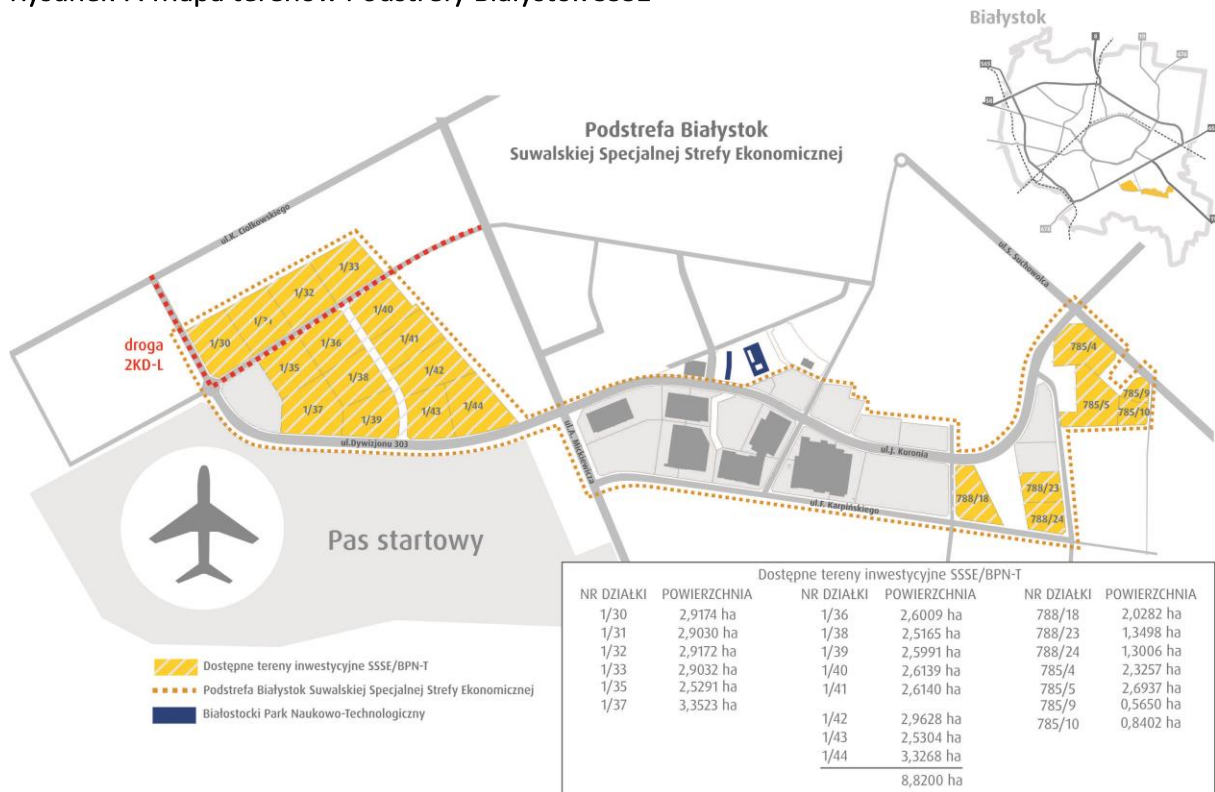 Białystok
Podstrefa Białystok
Suwalskiej Specjalnej Strefy Ekonomicznej
ul.K. Ciołkowskiego
ul.S. Suchowolca
droga
2KD-L
1/33
1/32
1/30
1/40
1/41
1/36
1/35
1/38
1/42
1/37
1/39
1/43
1/44
785/4
785/9
785/5
785/10
ul.Dywizjonu 303
ul.A. Mickiewicza
ul.J. Kuronia
ul.F. Karpińskiego
788/18
788/23
788/24
Pas startowy
Dostępne tereny inwestycyjne SSSE/BPN-T
Podstrefa Białystok Suwalskiej Specjalnej Strefy Ekonomicznej
Białostocki Park Naukowo-Technologiczny
Dostępne tereny inwestycyjne SSSE/BPN-T
NR DZIAŁKI POWIERZCHNIA NR DZIAŁKI POWIERZCHNIA NR DZIAŁKI POWIERZCHNIA
1/30 2,9174 ha 1/36 2,6009 ha 788/18 2,0282 ha
1/31 2,9030 ha 1/38 2,5165 ha 788/23 1,3498 ha
1/32 2,9172 ha 1/39 2,5991 ha 788/24 1,3006 ha
1/33 2,9032 ha 1/40 2,6139 ha 785/4 2,3257 ha
1/35 2,5291 ha 1/41 2,6140 ha 785/5 2,6937 ha
1/37 3,3523 ha 785/9 0,5650 ha
1/42 2,9628 ha 785/10 0,8402 ha
1/43 2,5304 ha
1/44 3,3268 ha
8,8200 ha